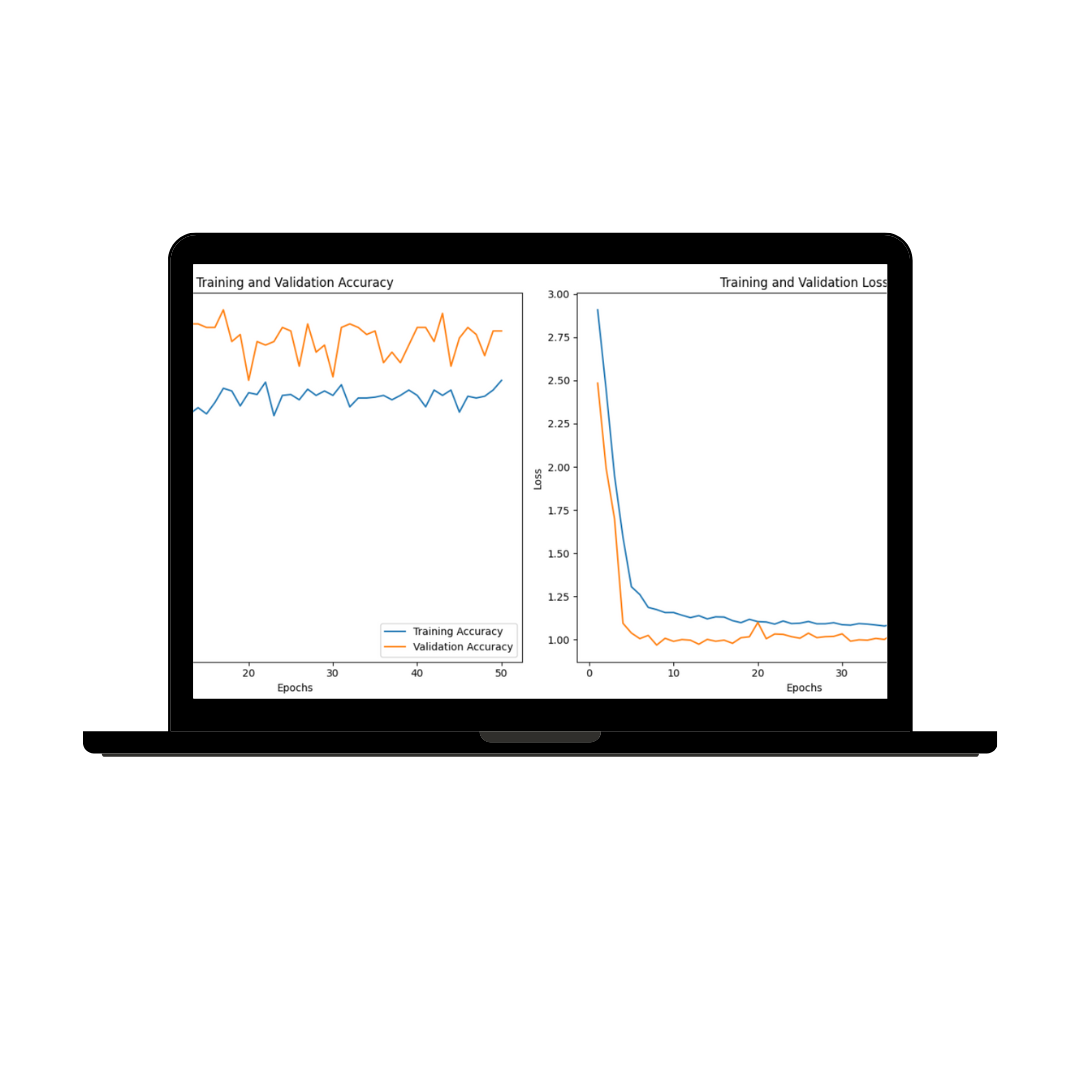 Training and Validation Accuracy
Training Accuracy
Validation Accuracy
20
30
40
50
Epochs
Training and Validation Loss
3.00
2.75
2.50
2.25
2.00
1.75
1.50
1.25
1.00
Loss
0
10
20
30
Epochs